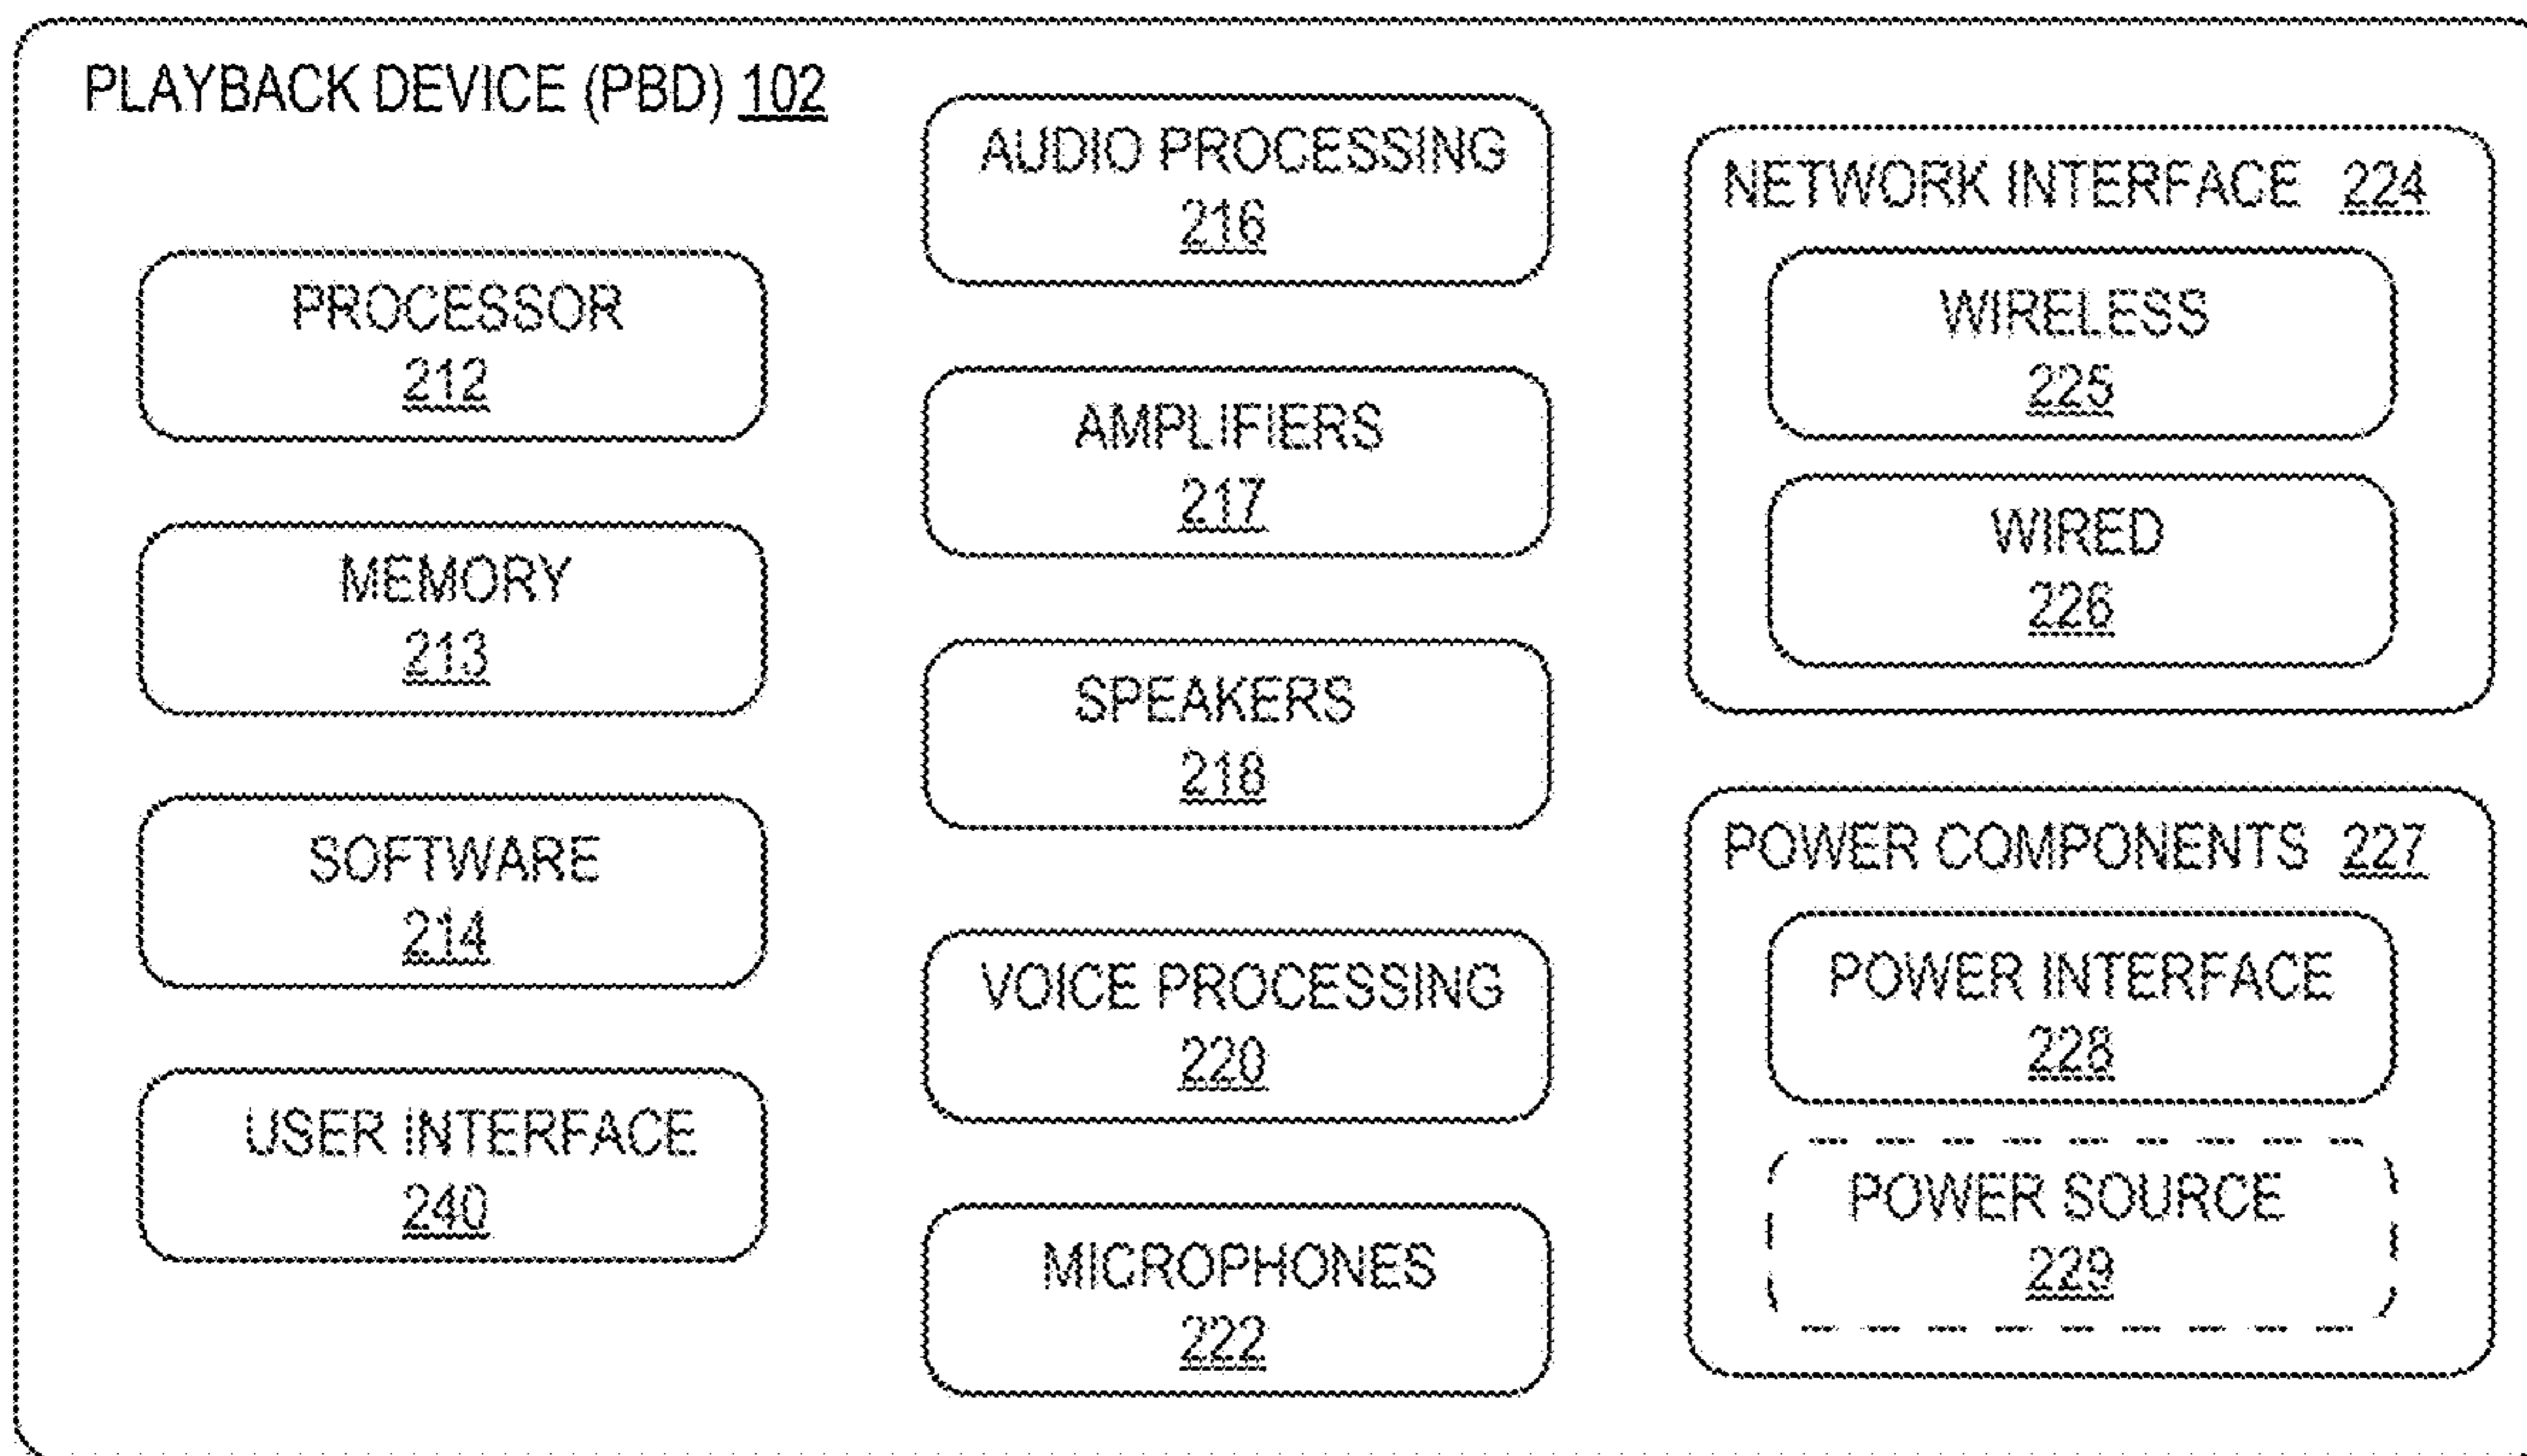 PLAYBACK DEVICE (PBD) 102
PROCESSOR
212
MEMORY
213
SOFTWARE
214
USER INTERFACE
240
AUDIO PROCESSING
216
AMPLIFIERS
217
SPEAKERS
218
VOICE PROCESSING
220
MICROPHONES
222
NETWORK INTERFACE 224
WIRELESS
225
WIRED
226
POWER COMPONENTS 227
POWER INTERFACE
228
POWER SOURCE
229